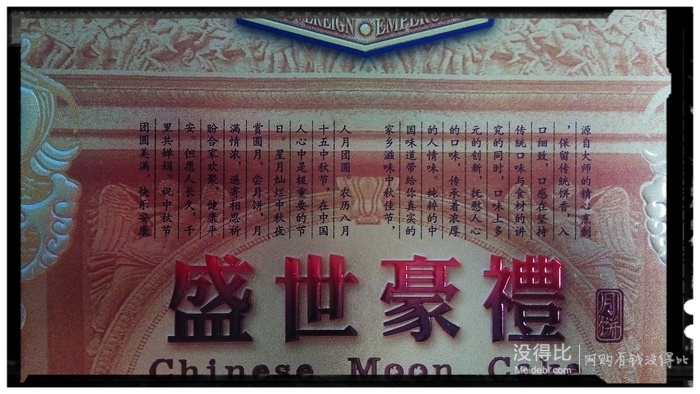 EREIGN EMPERO
源自大师的精心烹制
，保留传统饼香，入
口细致，口感在坚持
传统口味与食材的讲
究的同时，口味上多
元的创新，抚慰人心
的口味，传承着浓厚
的人情味。纯粹的中
国味道带给你真实的
家乡滋味中秋佳节，
人月团圆。农历八月
十五中秋节，在中国
人心中是极重要的节
日。星月灿烂中秋夜
赏圆月，尝月饼，月
满情浓，遥寄相思祈
盼合家欢聚、健康平
安。但愿人长久，千
里共婵娟。祝中秋节
团圆美满，快乐安康
盛世豪禮
月饼
Chinese Moon Ca
没得比 网购有钱没得比
Meidebi.com